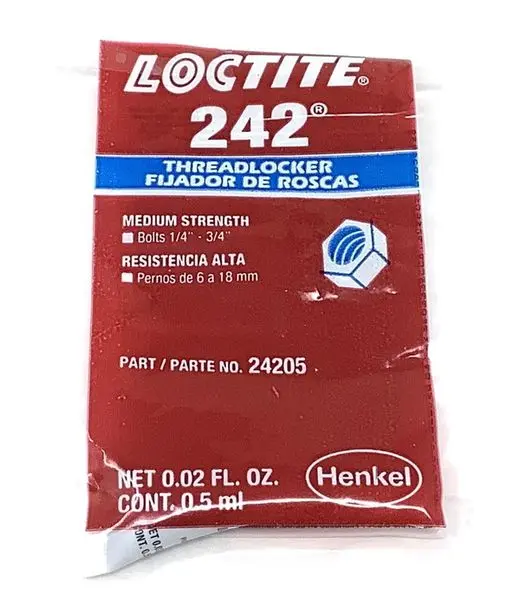 LOCTITE®
242®
THREADLOCKER
FIJADOR DE ROSCAS
MEDIUM STRENGTH
Bolts 1/4" - 3/4"
RESISTENCIA ALTA
Pernos de 6 a 18 mm
PART / PARTE NO. 24205
NET 0.02 FL. OZ.
CONT. 0.5 ml
Henkel
CONT.